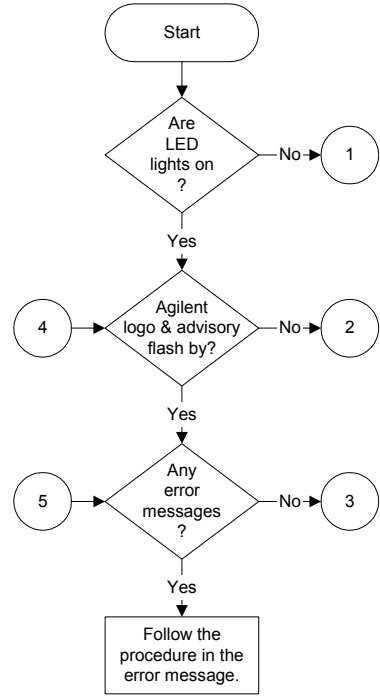 Start
Are
LED
lights on
?
No
1
Yes
4
Agilent
logo & advisory
flash by?
No
2
Yes
5
Any
error
messages
?
No
3
Yes
Follow the
procedure in the
error message.